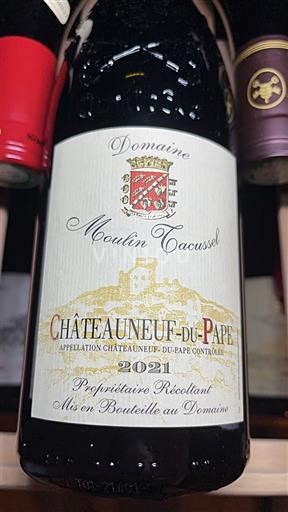 Domaine
Moulin Tacussel
CHÂTEAUNEUF-DU-PAPE
APPELLATION CHÂTEAUNEUF-DU-PAPE CONTRÔLÉE
2021
Propriétaire Récoltant
Mis en Bouteille au Domaine